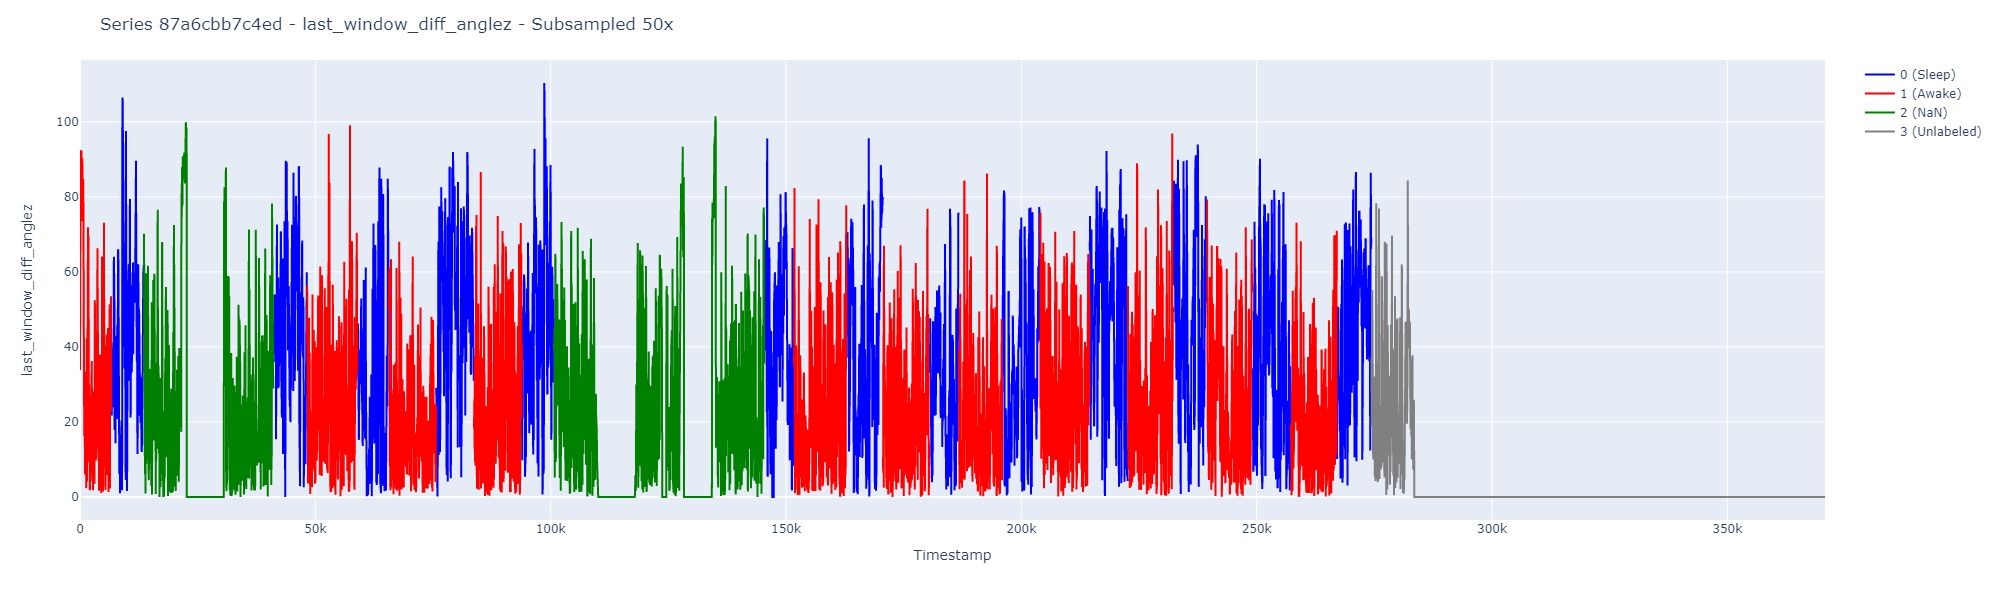 Series 87a6cbb7c4ed - last_window_diff_anglez - Subsampled 50x
0 (Sleep)
1 (Awake)
2 (NaN)
3 (Unlabeled)
last_window_diff_anglez
100
80
60
40
20
0
0
50k
100k
150k
200k
250k
300k
350k
Timestamp